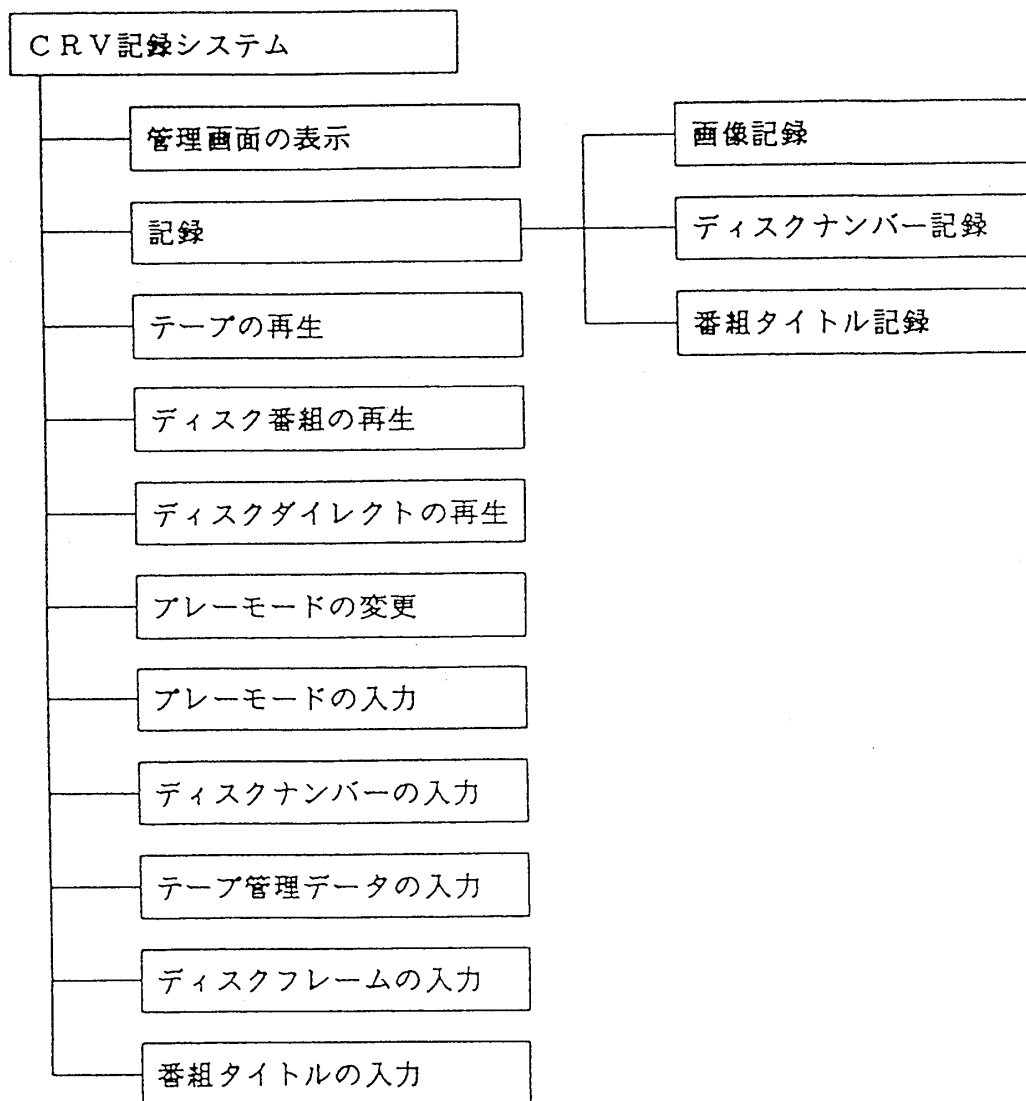 ＣＲＶ記録システム
管理画面の表示
画像記録
記録
ディスクナンバー記録
テープの再生
番組タイトル記録
ディスク番組の再生
ディスクダイレクトの再生
プレーモードの変更
プレーモードの入力
ディスクナンバーの入力
テープ管理データの入力
ディスクフレームの入力
番組タイトルの入力